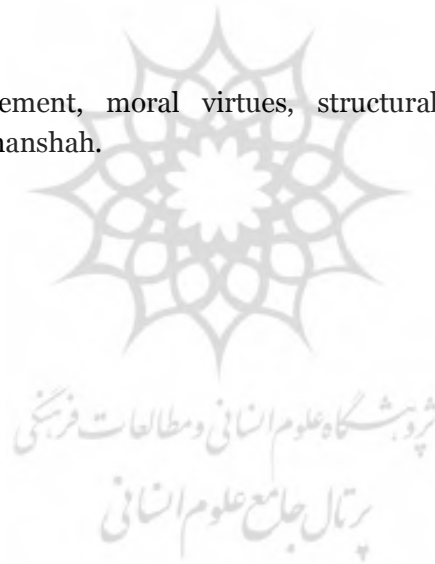 ement, moral virtues, structural
nanshah.
پژوهشگاه علوم انسانی و مطالعات فرهنگی
پرتال جامع علوم انسانی